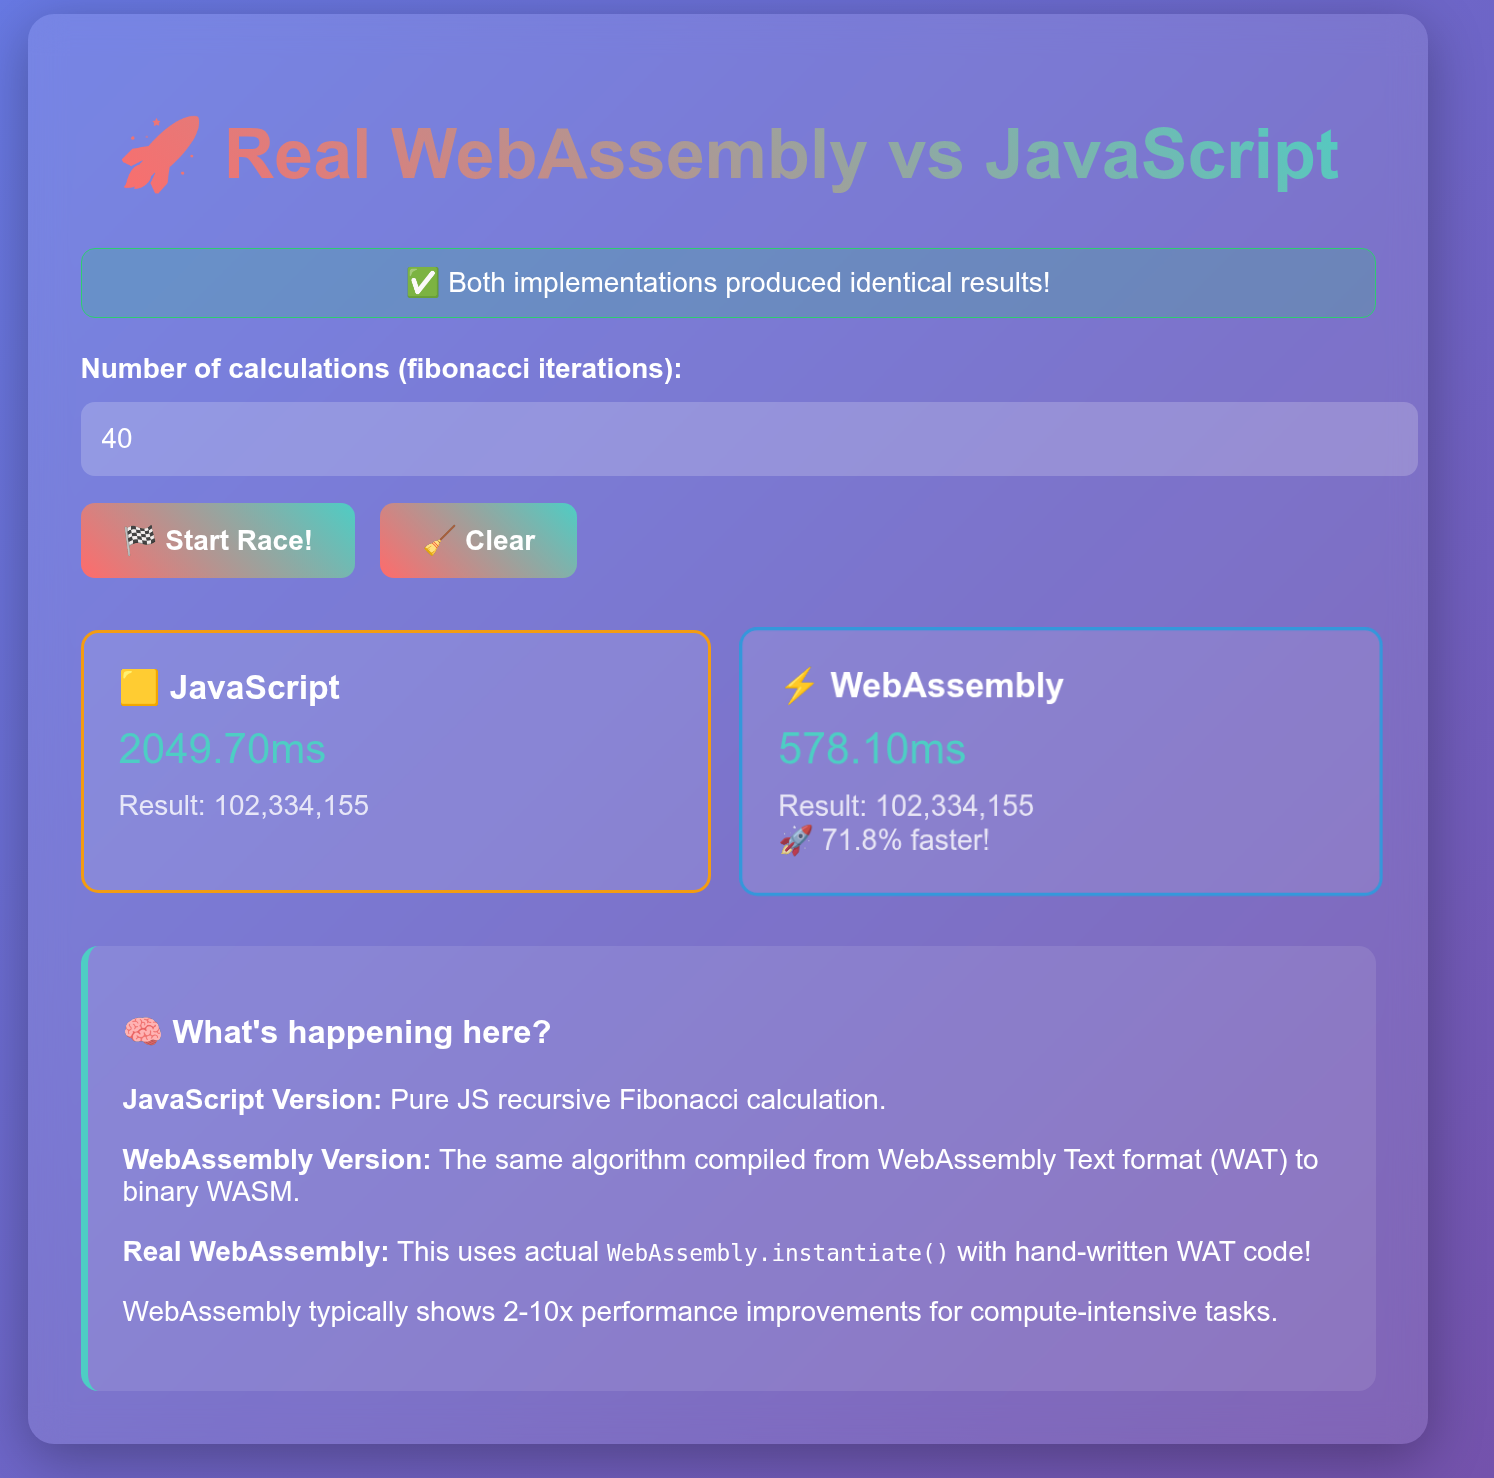 🚀 Real WebAssembly vs JavaScript
✅ Both implementations produced identical results!
Number of calculations (fibonacci iterations):
40
🏁 Start Race!
🧹 Clear
🟨 JavaScript
2049.70ms
Result: 102,334,155
⚡ WebAssembly
578.10ms
Result: 102,334,155
🚀 71.8% faster!
🧠 What's happening here?
JavaScript Version: Pure JS recursive Fibonacci calculation.
WebAssembly Version: The same algorithm compiled from WebAssembly Text format (WAT) to
binary WASM.
Real WebAssembly: This uses actual WebAssembly.instantiate() with hand-written WAT code!
WebAssembly typically shows 2-10x performance improvements for compute-intensive tasks.